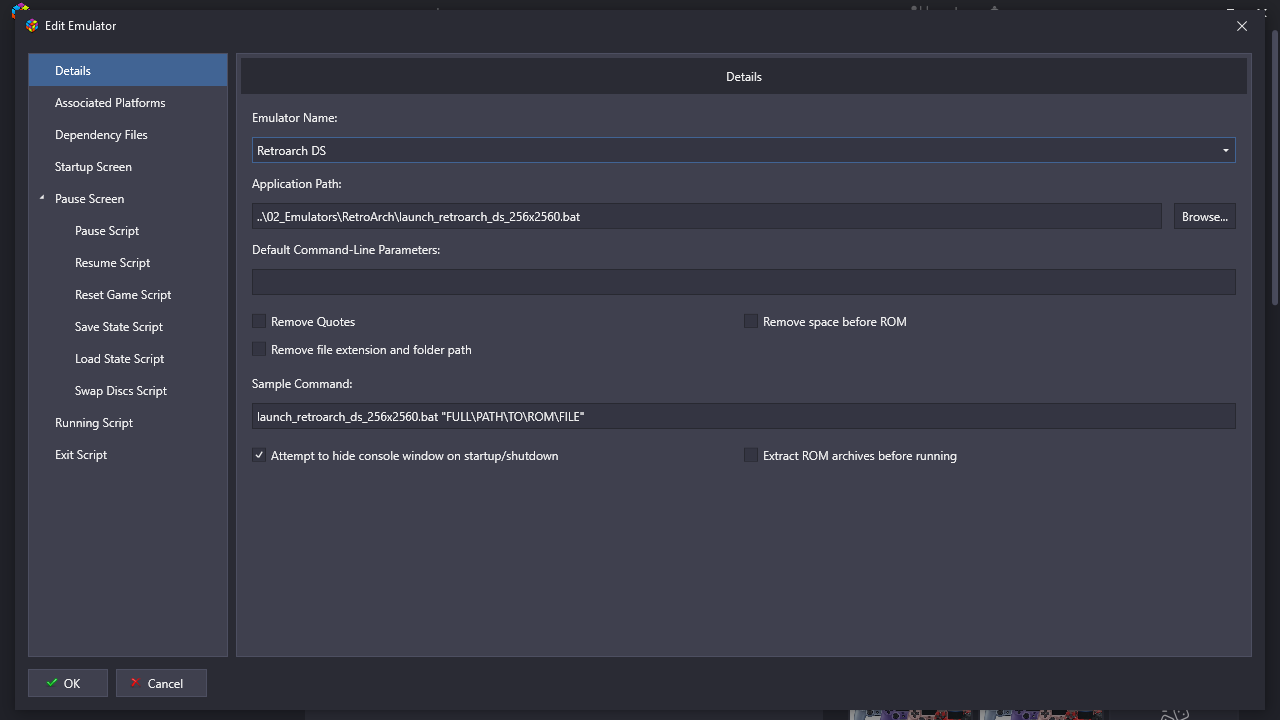 Edit Emulator
Details
Associated Platforms
Dependency Files
Startup Screen
Pause Screen
Pause Script
Resume Script
Reset Game Script
Save State Script
Load State Script
Swap Discs Script
Running Script
Exit Script
Details
Emulator Name:
Retroarch DS
Application Path:
..\02_Emulators\RetroArch\launch_retroarch_ds_256x2560.bat
Browse...
Default Command-Line Parameters:
Remove Quotes
Remove space before ROM
Remove file extension and folder path
Sample Command:
launch_retroarch_ds_256x2560.bat "FULL\PATH\TO\ROM\FILE"
Attempt to hide console window on startup/shutdown
Extract ROM archives before running
OK
Cancel